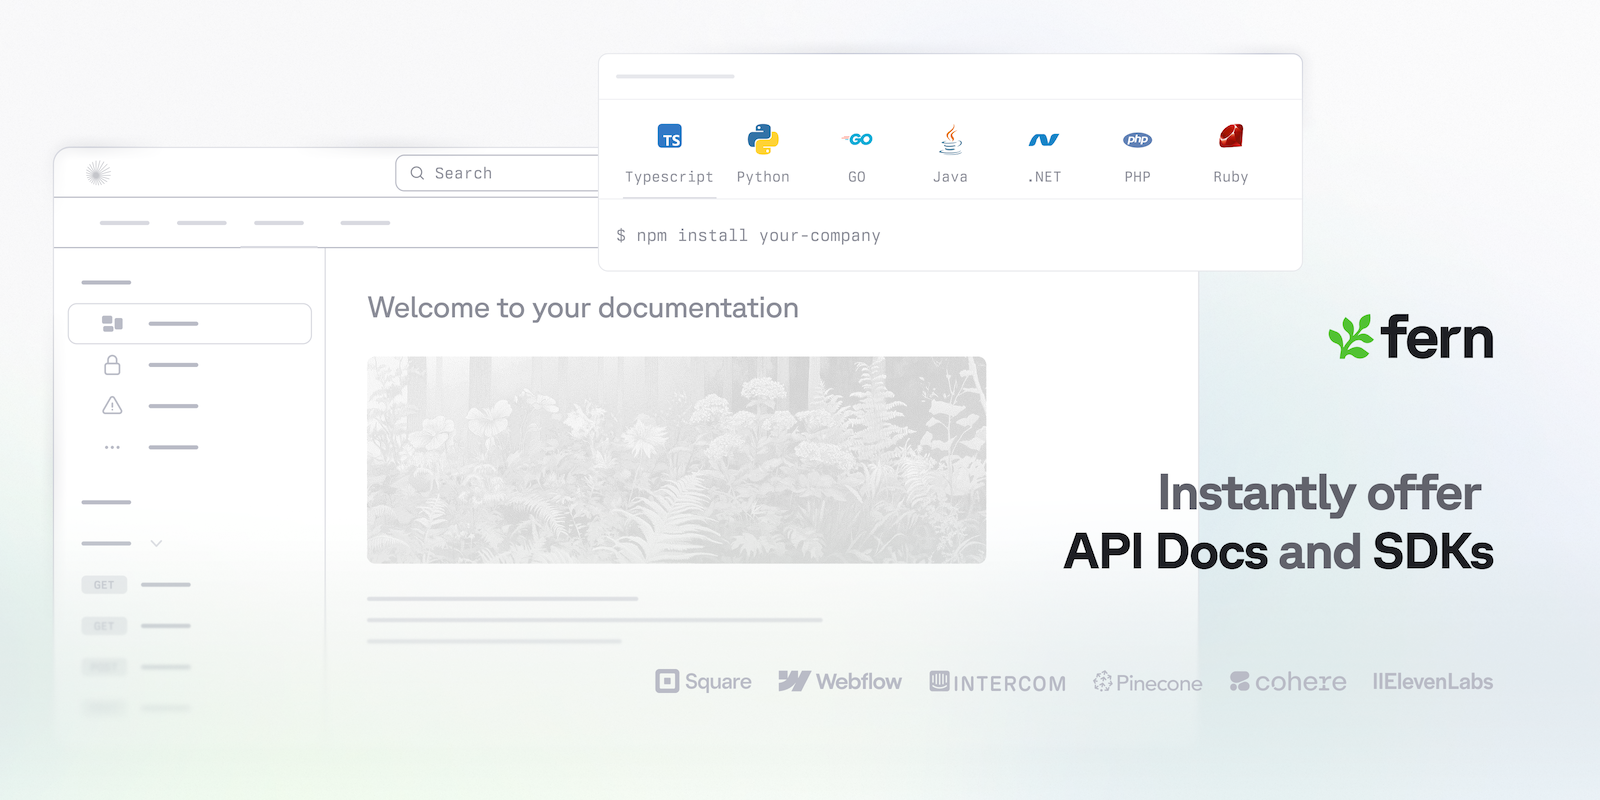 TS
GO
php
Typescript Python GO Java .NET PHP Ruby
Search
$ npm install your-company
Welcome to your documentation
fern
Instantly offer
API Docs and SDKs
GET
GET
Square Webflow INTERCOM Pinecone cohere IIElevenLabs